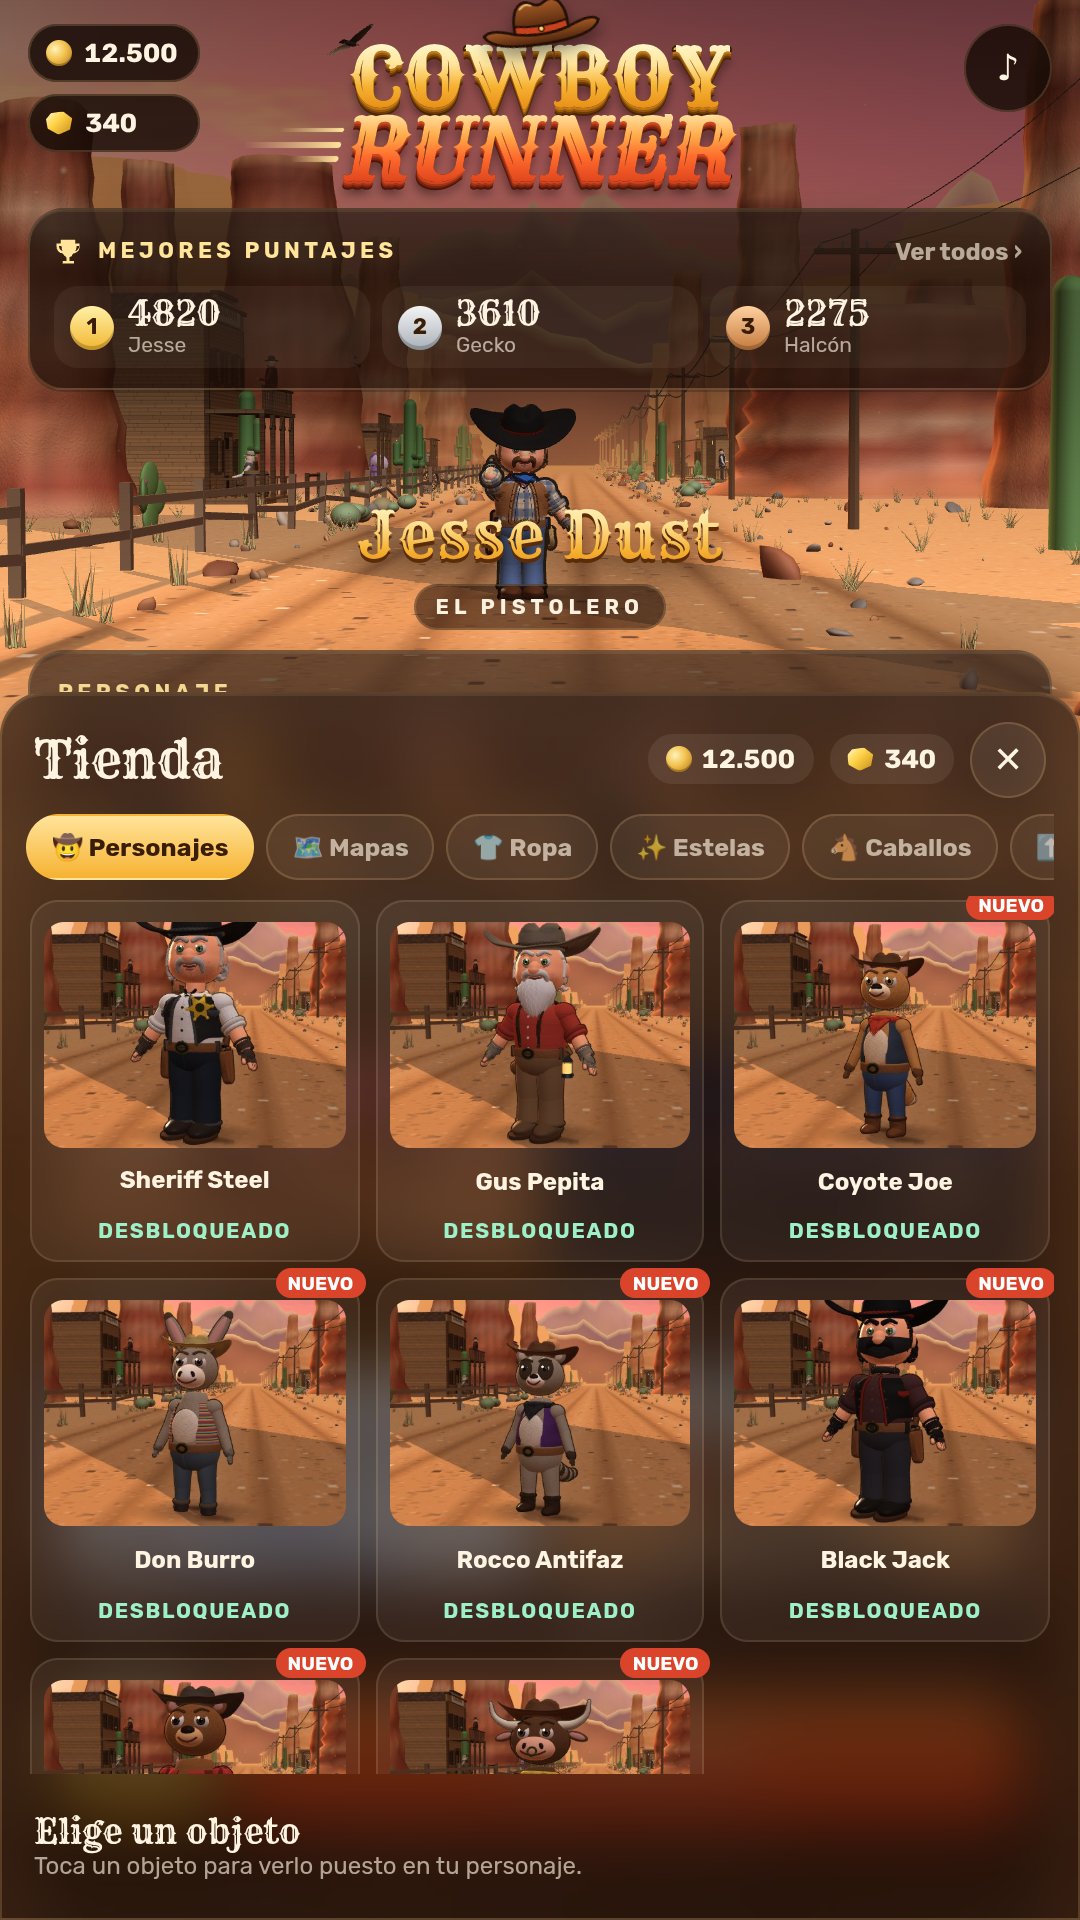 12.500
340
COWBOY
RUNNER
♪
MEJORES PUNTAJES
Ver todos ›
1 4820 Jesse
2 3610 Gecko
3 2275 Halcón
Jesse Dust
EL PISTOLERO
PERSONAJE
Tienda
12.500
340
✕
🤠 Personajes
🗺️ Mapas
👕 Ropa
✨ Estelas
🐴 Caballos
NUEVO
Sheriff Steel
Gus Pepita
Coyote Joe
DESBLOQUEADO
DESBLOQUEADO
DESBLOQUEADO
NUEVO
NUEVO
NUEVO
Don Burro
Rocco Antifaz
Black Jack
DESBLOQUEADO
DESBLOQUEADO
DESBLOQUEADO
NUEVO
NUEVO
Elige un objeto
Toca un objeto para verlo puesto en tu personaje.